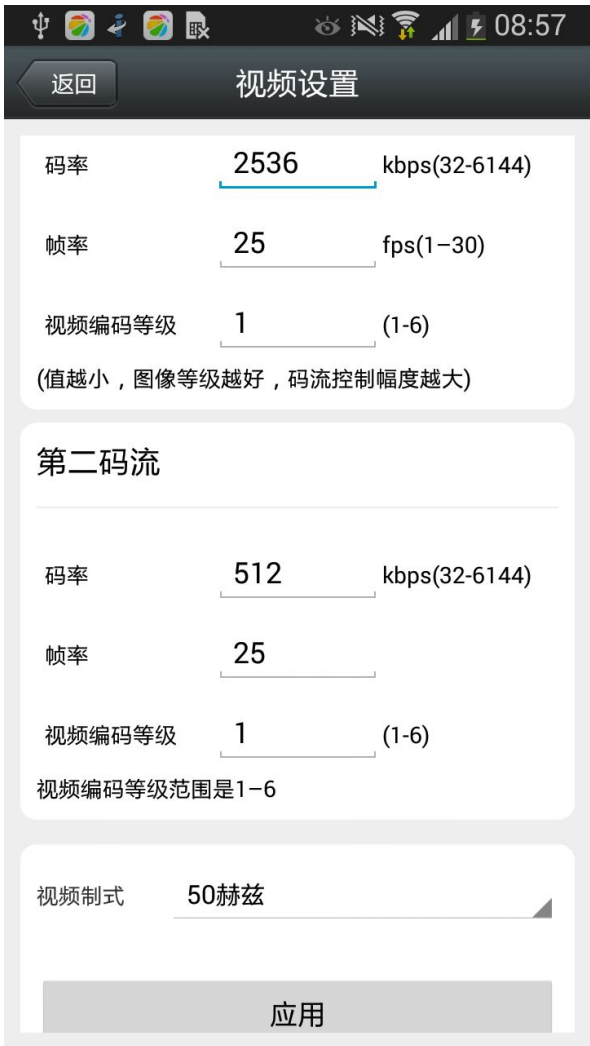 08:57
返回
视频设置
码率 2536 kbps(32-6144)
帧率 25 fps(1-30)
视频编码等级 1 (1-6)
(值越小，图像等级越好，码流控制幅度越大)
第二码流
码率 512 kbps(32-6144)
帧率 25
视频编码等级 1 (1-6)
视频编码等级范围是1-6
视频制式 50赫兹
应用